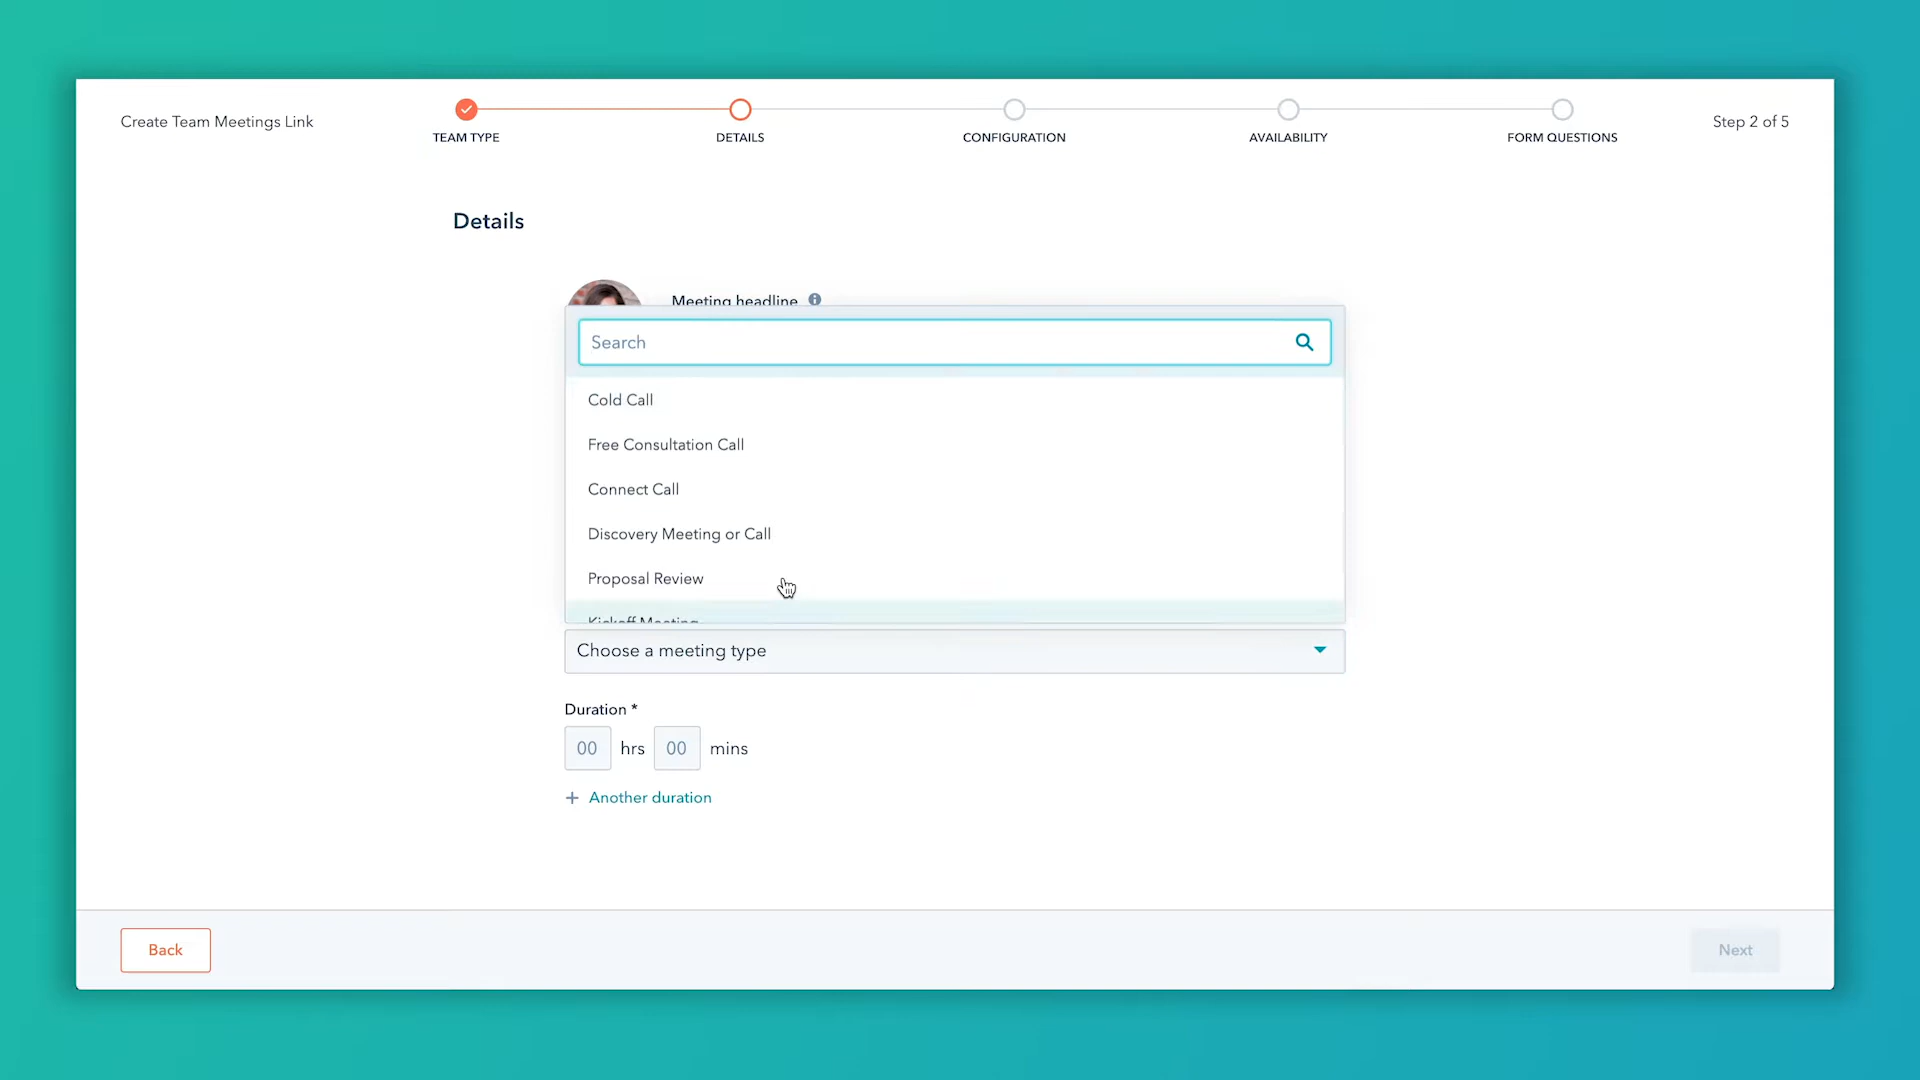 Create Team Meetings Link
TEAM TYPE
DETAILS
CONFIGURATION
AVAILABILITY
FORM QUESTIONS
Step 2 of 5
Details
Meeting headline
Search
Cold Call
Free Consultation Call
Connect Call
Discovery Meeting or Call
Proposal Review
Kickoff Meeting
Choose a meeting type
Duration *
00 hrs 00 mins
+ Another duration
Back
Next